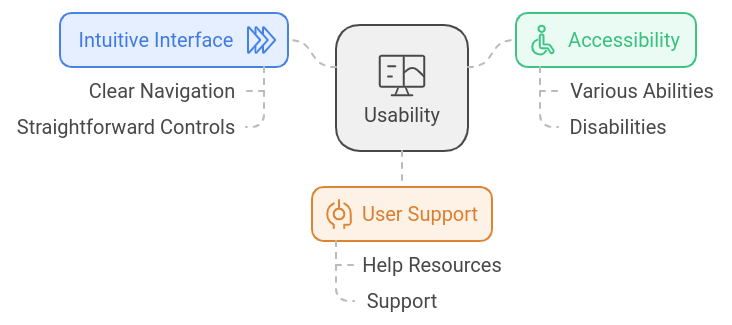 Intuitive Interface
Clear Navigation
Straightforward Controls
Usability
Accessibility
Various Abilities
Disabilities
User Support
Help Resources
Support